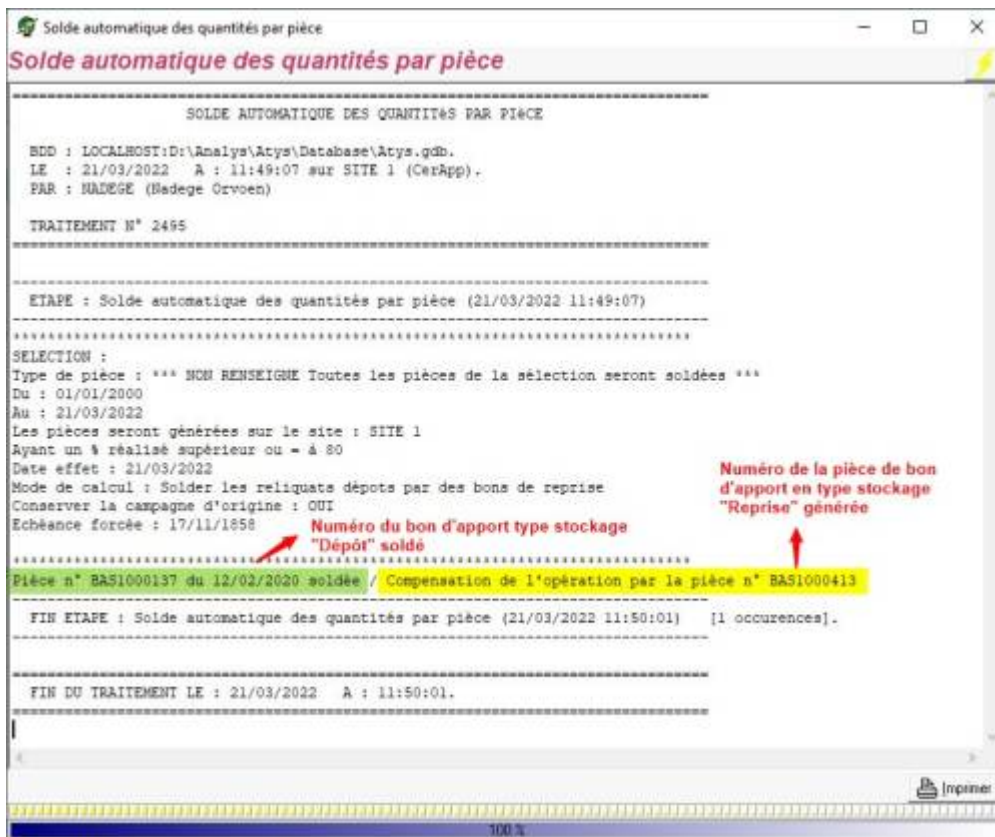 Solde automatique des quantités par pièce
Solde automatique des quantités par pièce
SOLDE AUTOMATIQUE DES QUANTITéS PAR PIèCE
BDD : LOCALHOST:D:\Analys\Atys\Database\Atys.gdb.
LE : 21/03/2022 A : 11:49:07 sur SITE 1 (CerApp).
PAR : NADEGE (Nadege Orvoen)
TRAITEMENT N° 2495
ETAPE : Solde automatique des quantités par pièce (21/03/2022 11:49:07)
SELECTION :
Type de pièce : *** NON RENSEIGNE Toutes les pièces de la sélection seront soldées ***
Du : 01/01/2000
Au : 21/03/2022
Les pièces seront générées sur le site : SITE 1
Ayant un % réalisé supérieur ou = à 80
Date effet : 21/03/2022
Mode de calcul : Solder les reliquats dépots par des bons de reprise
Conserver la campagne d'origine : OUI
Echéance forcée : 17/11/1858
Numéro du bon d'apport type stockage
"Dépôt" soldé
Numéro de la pièce de bon
d'apport en type stockage
"Reprise" générée
Pièce n° BAS1000137 du 12/02/2020 soldée / Compensation de l'opération par la pièce n° BAS1000413
FIN ETAPE : Solde automatique des quantités par pièce (21/03/2022 11:50:01) [1 occurences].
FIN DU TRAITEMENT LE : 21/03/2022 A : 11:50:01.
Imprimer
100 %